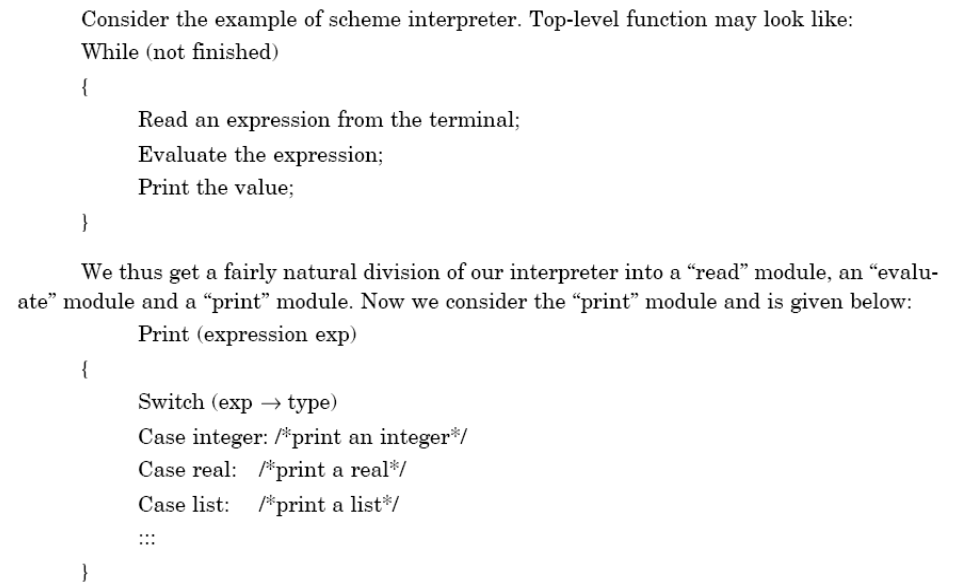 Consider the example of scheme interpreter. Top-level function may look like:
While (not finished)
{
Read an expression from the terminal;
Evaluate the expression;
Print the value;
}
We thus get a fairly natural division of our interpreter into a “read” module, an “evalu-
ate” module and a “print” module. Now we consider the “print” module and is given below:
Print (expression exp)
{
Switch (exp → type)
Case integer: /*print an integer*/
Case real: /*print a real*/
Case list: /*print a list*/
:::
}